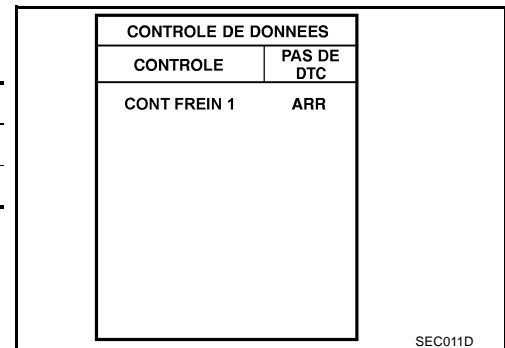 CONTROLE DE DONNEES
CONTROLE PAS DE DTC
CONT FREIN 1 ARR
SEC011D